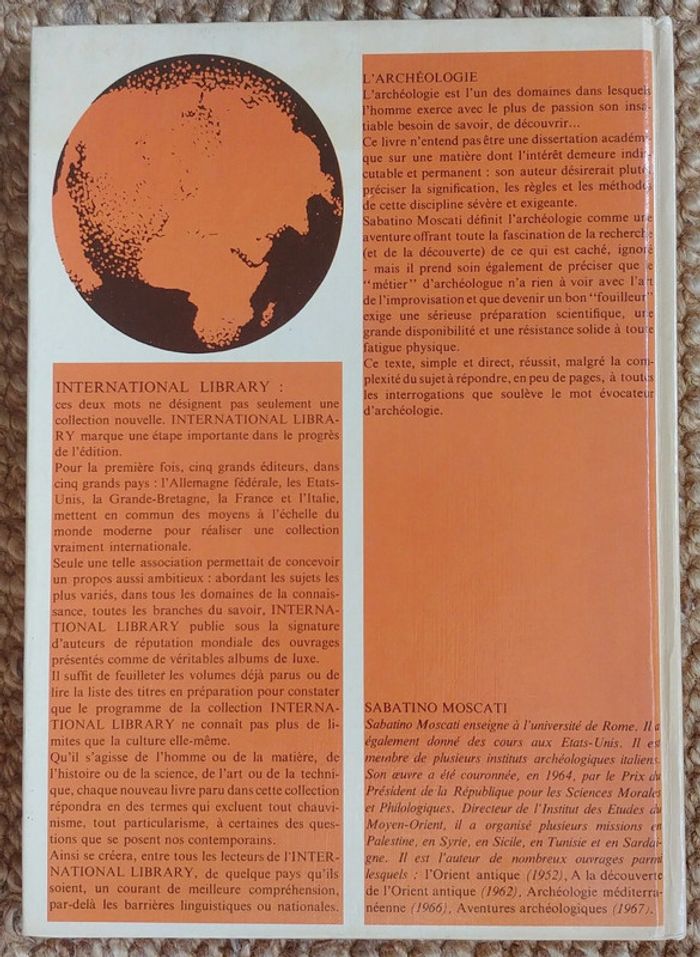 INTERNATIONAL LIBRARY :
ces deux mots ne désignent pas seulement une
collection nouvelle. INTERNATIONAL LIBRA-
RY marque une étape importante dans le progrès
de l'édition.
Pour la première fois, cinq grands éditeurs, dans
cinq grands pays : l'Allemagne fédérale, les Etats-
Unis, la Grande-Bretagne, la France et l'Italie,
mettent en commun des moyens à l'échelle du
monde moderne pour réaliser une collection
vraiment internationale.
Seule une telle association permettait de concevoir
un propos aussi ambitieux : abordant les sujets les
plus variés, dans tous les domaines de la connais-
sance, toutes les branches du savoir, INTERNA-
TIONAL LIBRARY publie sous la signature
d'auteurs de réputation mondiale des ouvrages
présentés comme de véritables albums de luxe.
Il suffit de feuilleter les volumes déjà parus ou de
lire la liste des titres en préparation pour constater
que le programme de la collection INTERNA-
TIONAL LIBRARY ne connaît pas plus de li-
mites que la culture elle-même.
Qu'il s'agisse de l'homme ou de la matière, de
l'histoire ou de la science, de l'art ou de la techni-
que, chaque nouveau livre paru dans cette collection
répondra en des termes qui excluent tout chauvi-
nisme, tout particularisme, à certaines des ques-
tions que se posent nos contemporains.
Ainsi se créera, entre tous les lecteurs de l'INTER-
NATIONAL LIBRARY, de quelque pays qu'ils
soient, un courant de meilleure compréhension,
par-delà les barrières linguistiques ou nationales.
L'ARCHÉOLOGIE
L'archéologie est l'un des domaines dans lesquels
l'homme exerce avec le plus de passion son insa-
tiable besoin de savoir, de découvrir...
Ce livre n'entend pas être une dissertation académi-
que sur une matière dont l'intérêt demeure indis-
cutable et permanent : son auteur désirerait plutôt
préciser la signification, les règles et les méthodes
de cette discipline sévère et exigeante.
Sabatino Moscati définit l'archéologie comme une
aventure offrant toute la fascination de la recherche
(et de la découverte) de ce qui est caché, ignoré
- mais il prend soin également de préciser que le
"métier" d'archéologue n'a rien à voir avec l'art
de l'improvisation et que devenir un bon "fouilleur"
exige une sérieuse préparation scientifique, une
grande disponibilité et une résistance solide à toute
fatigue physique.
Ce texte, simple et direct, réussit, malgré la com-
plexité du sujet à répondre, en peu de pages, à toutes
les interrogations que soulève le mot évocateur
d'archéologie.
SABATINO MOSCATI
Sabatino Moscati enseigne à l'université de Rome. Il a
également donné des cours aux Etats-Unis. Il est
membre de plusieurs instituts archéologiques italiens.
Son œuvre a été couronnée, en 1964, par le Prix du
Président de la République pour les Sciences Morales
et Philologiques. Directeur de l'Institut des Etudes du
Moyen-Orient, il a organisé plusieurs missions en
Palestine, en Syrie, en Sicile, en Tunisie et en Sardai-
gne. Il est l'auteur de nombreux ouvrages parmi
lesquels : l'Orient antique (1952), A la découverte
de l'Orient antique (1962), Archéologie méditerra-
néenne (1966), Aventures archéologiques (1967).